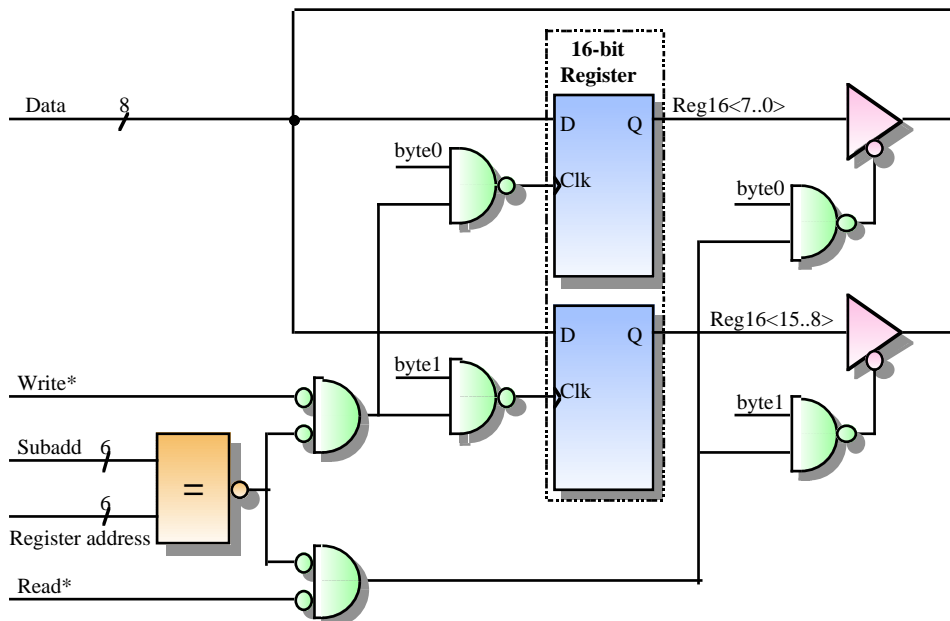 16-bit
Register
Data
8
D
Q
Reg16<7..0>
byte0
Clk
byte0
D
Q
Reg16<15..8>
byte1
Clk
Write*
byte1
Subadd
6
=
6
Register address
Read*